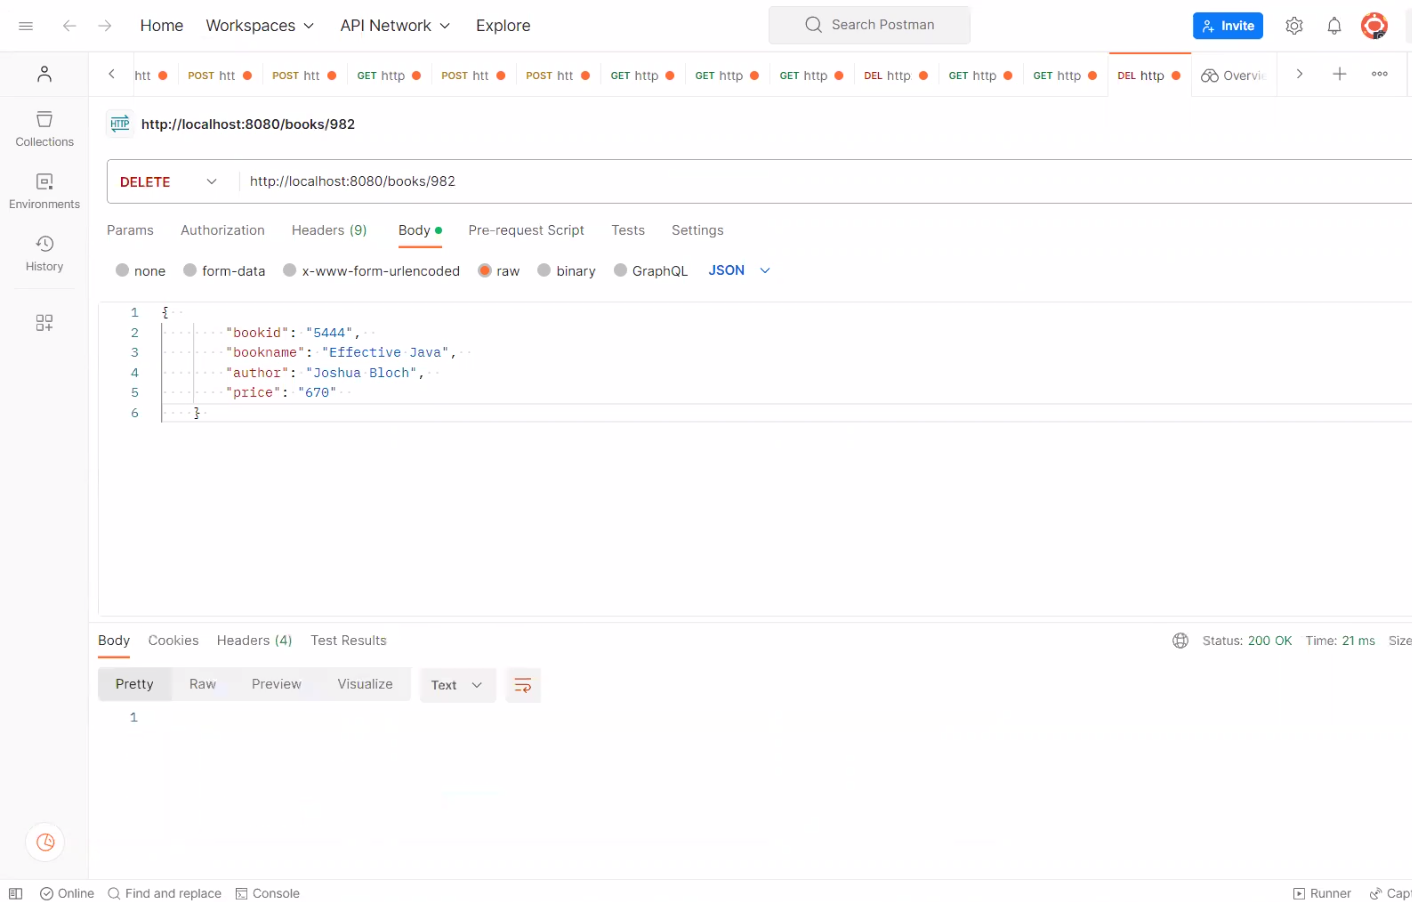 Home Workspaces API Network Explore Search Postman Invite
htt POST htt POST htt GET http POST htt POST htt GET http GET http GET http DEL http GET http GET http DEL http Overvie
HTTP http://localhost:8080/books/982
Collections
DELETE http://localhost:8080/books/982
Environments
Params Authorization Headers (9) Body Pre-request Script Tests Settings
History
none form-data x-www-form-urlencoded raw binary GraphQL JSON
1 {
2 "bookid": "5444",
3 "bookname": "Effective Java",
4 "author": "Joshua Bloch",
5 "price": "670"
6 }
Body Cookies Headers (4) Test Results Status: 200 OK Time: 21 ms Size
Pretty Raw Preview Visualize Text
1
Online Find and replace Console Runner Capt